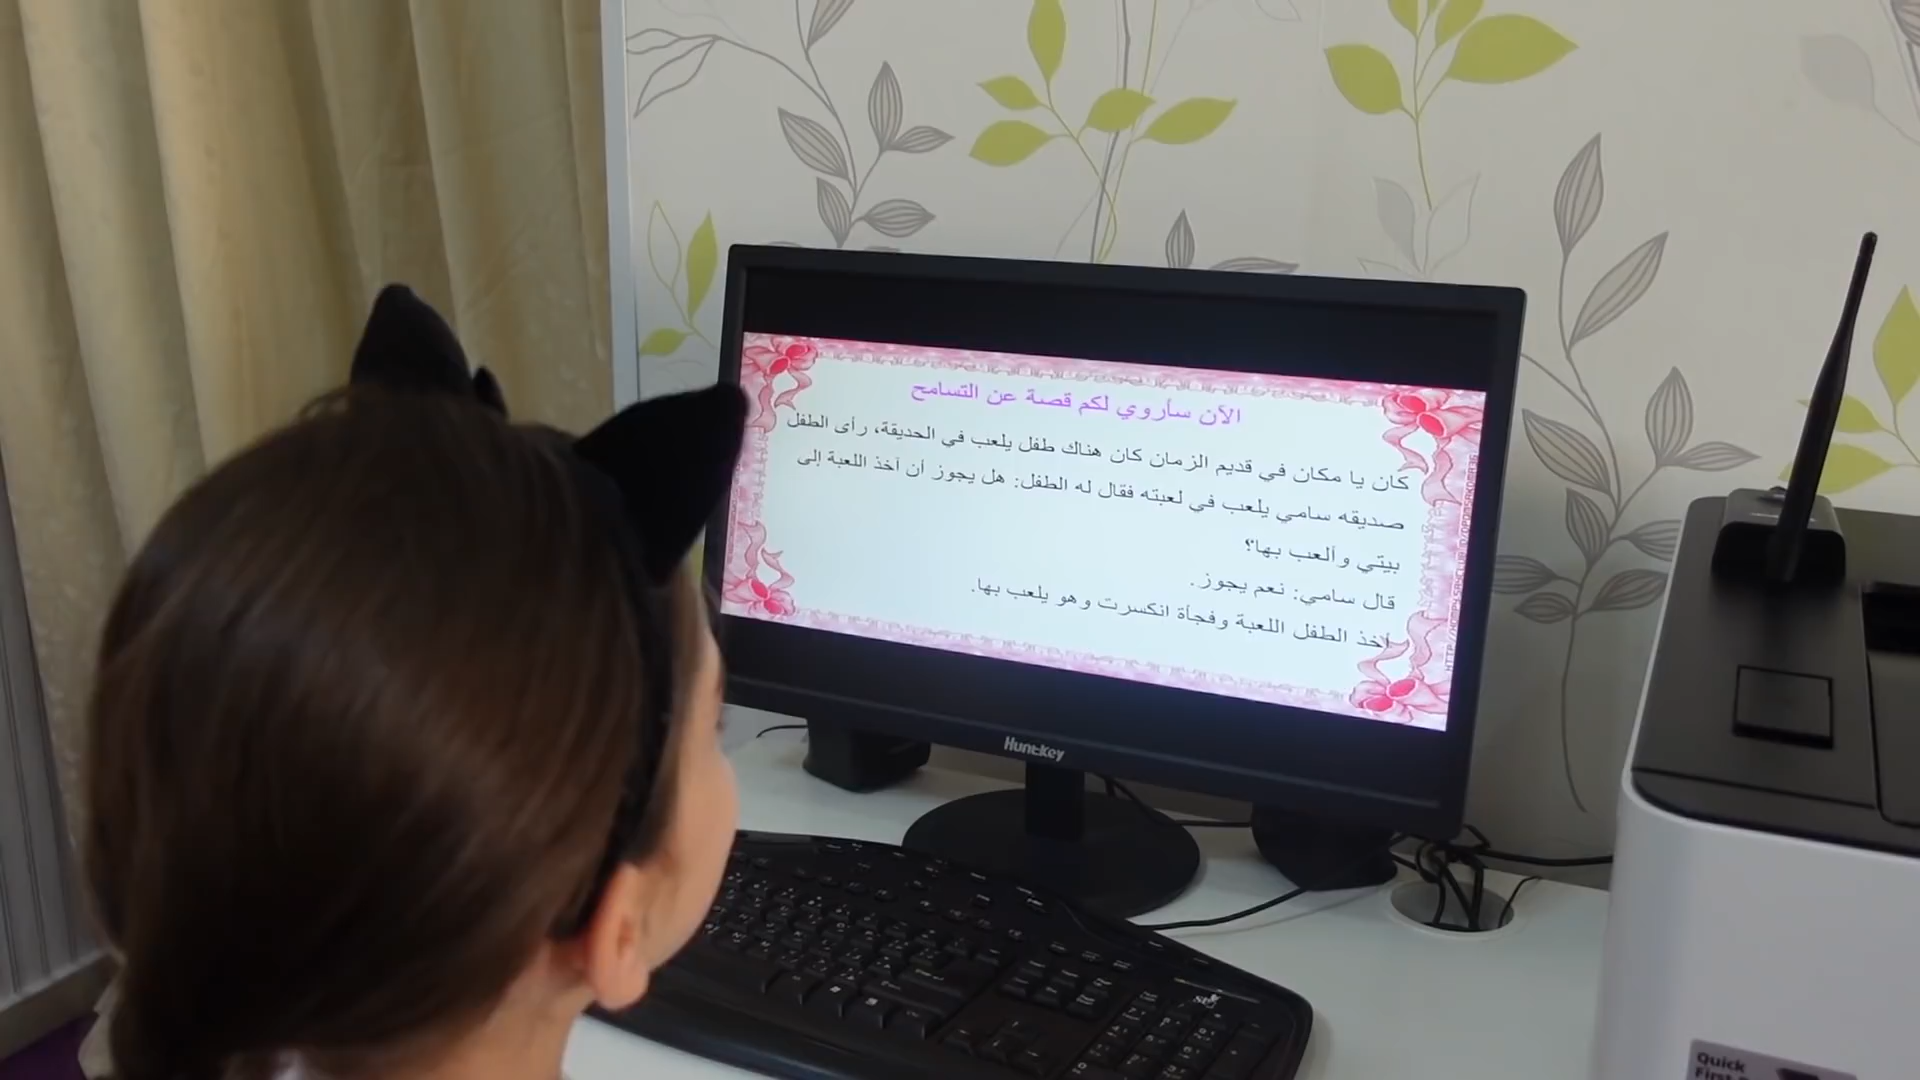 الآن سأروي لكم قصة عن التسامح
كان يا مكان في قديم الزمان كان هناك طفل يلعب في الحديقة، رأى الطفل
صديقه سامي يلعب في لعبته فقال له الطفل: هل يجوز أن آخذ اللعبة إلى
بيتي وألعب بها؟
قال سامي: نعم يجوز.
أخذ الطفل اللعبة وفجأة انكسرت وهو يلعب بها.
Huntkey
Quick